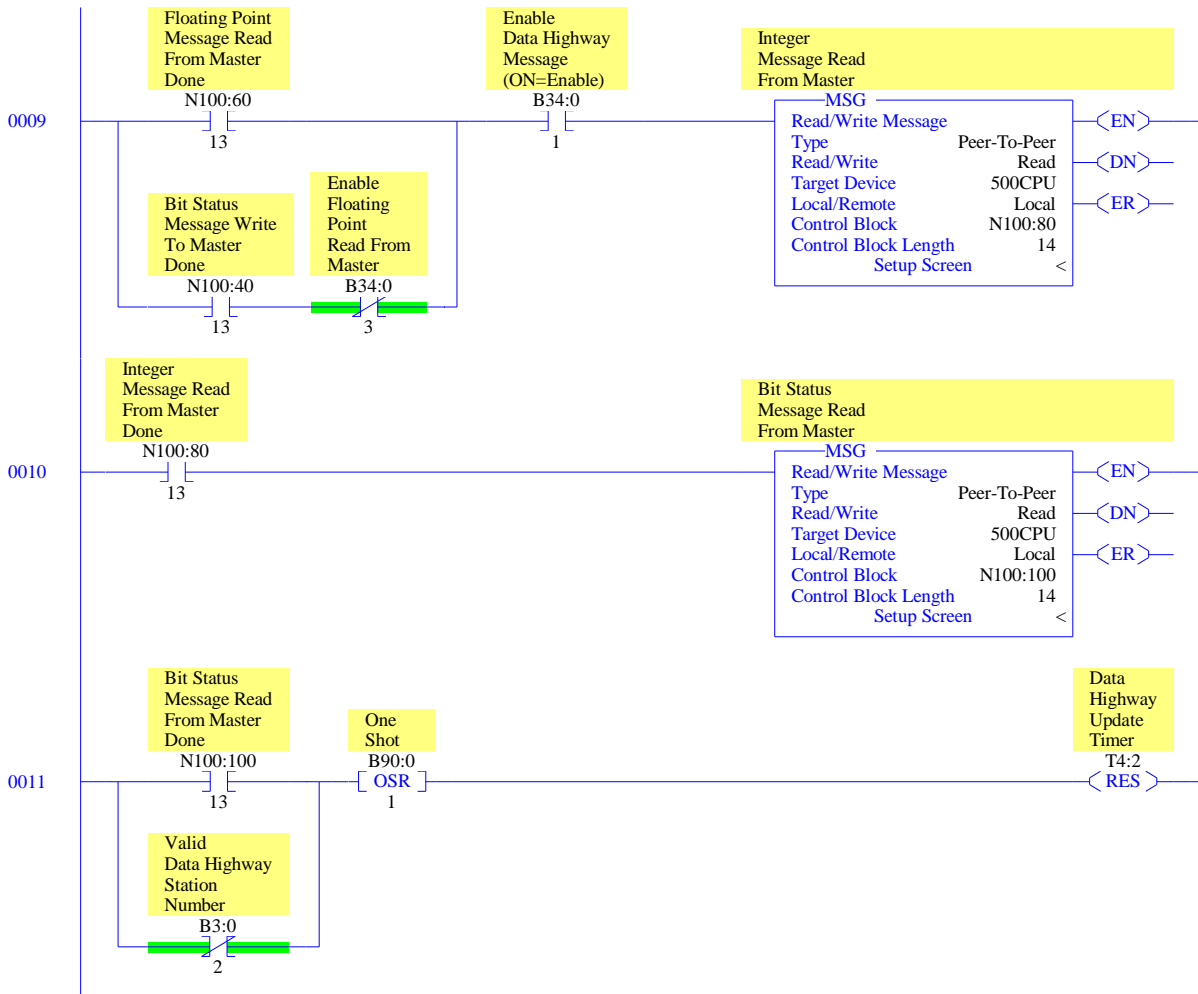 Floating Point
Message Read
From Master
Done
N100:60
13
Enable
Data Highway
Message
(ON=Enable)
B34:0
1
Integer
Message Read
From Master
0009
MSG
Read/Write Message
Type Peer-To-Peer
Read/Write Read
Target Device 500CPU
Local/Remote Local
Control Block N100:80
Control Block Length 14
Setup Screen <
EN
DN
ER
Bit Status
Message Write
To Master
Done
N100:40
13
Enable
Floating
Point
Read From
Master
B34:0
3
Integer
Message Read
From Master
Done
N100:80
13
Bit Status
Message Read
From Master
0010
MSG
Read/Write Message
Type Peer-To-Peer
Read/Write Read
Target Device 500CPU
Local/Remote Local
Control Block N100:100
Control Block Length 14
Setup Screen <
EN
DN
ER
Bit Status
Message Read
From Master
Done
N100:100
13
One
Shot
B90:0
OSR
1
Data
Highway
Update
Timer
T4:2
RES
0011
Valid
Data Highway
Station
Number
B3:0
2